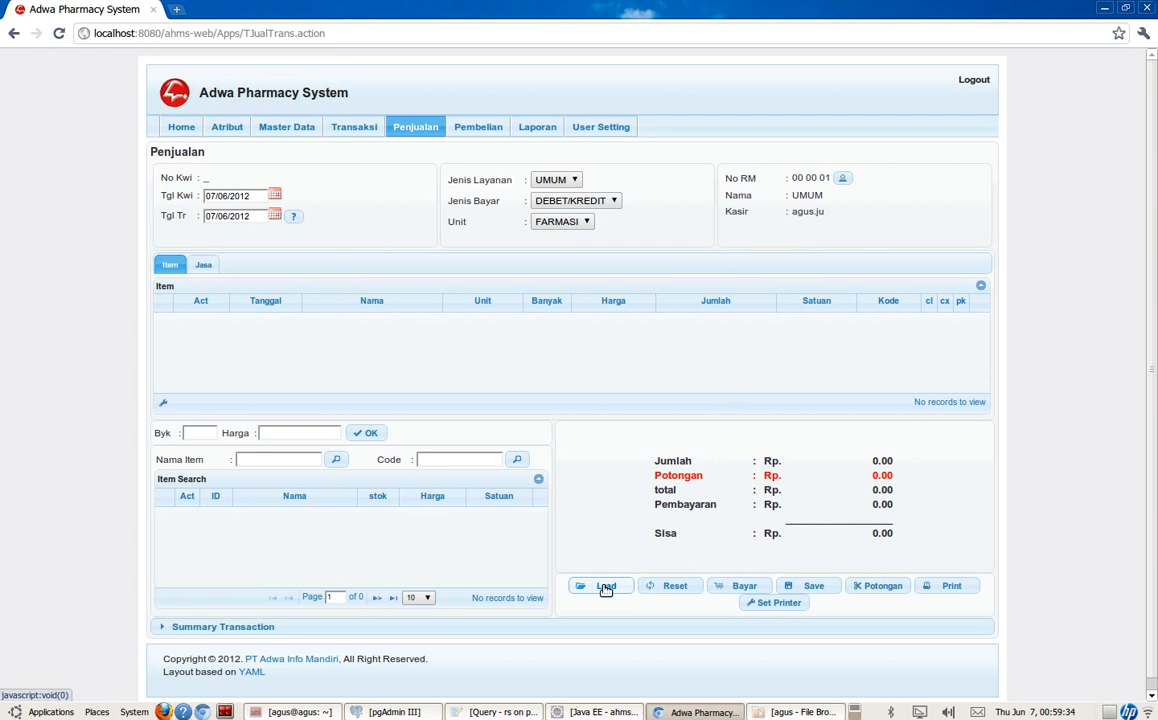 Adwa Pharmacy System
localhost:8080/ahms-web/Apps/TJualTrans.action
Logout
Adwa Pharmacy System
Home Atribut Master Data Transaksi Penjualan Pembelian Laporan User Setting
Penjualan
No Kwi : _
Tgl Kwi : 07/06/2012
Tgl Tr : 07/06/2012 ?
Jenis Layanan : UMUM
Jenis Bayar : DEBET/KREDIT
Unit : FARMASI
No RM : 00 00 01
Nama : UMUM
Kasir : agus.ju
Item Jasa
Item
Act Tanggal Nama Unit Banyak Harga Jumlah Satuan Kode cl cx pk
No records to view
Byk : Harga : OK
Nama Item : Code :
Item Search
Act ID Nama stok Harga Satuan
Page 1 of 0 10 No records to view
Jumlah : Rp. 0.00
Potongan : Rp. 0.00
total : Rp. 0.00
Pembayaran : Rp. 0.00
Sisa : Rp. 0.00
Load Reset Bayar Save Potongan Print
Set Printer
Summary Transaction
Copyright © 2012. PT Adwa Info Mandiri, All Right Reserved.
Layout based on YAML
javascript:void(0)
Applications Places System [agus@agus: ~] [pgAdmin III] [Query - rs on p... [Java EE - ahms... Adwa Pharmacy... [agus - File Bro... Thu Jun 7, 00:59:34